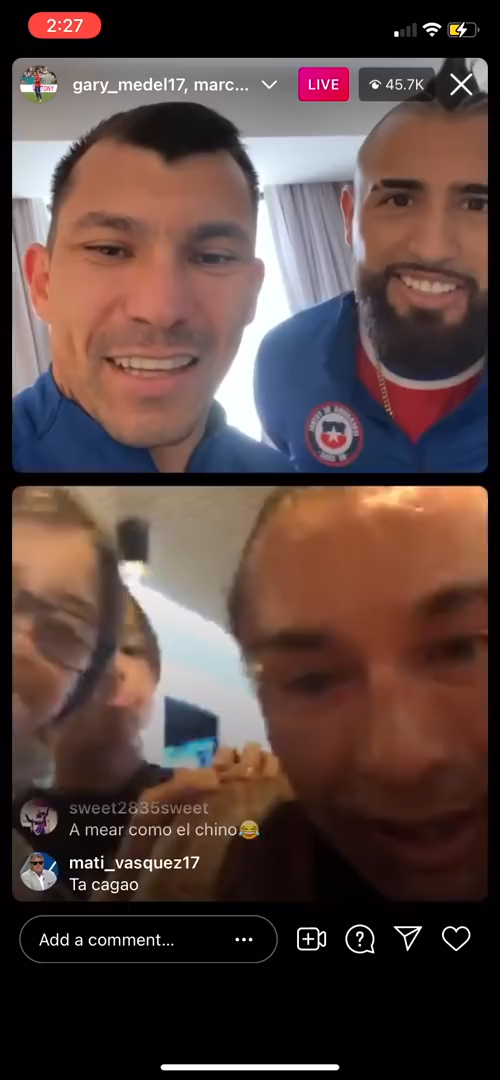 2:27
gary_medel17, marc...
LIVE
45.7K
sweet2835sweet
A mear como el chino😂
mati_vasquez17
Ta cagao
Add a comment...